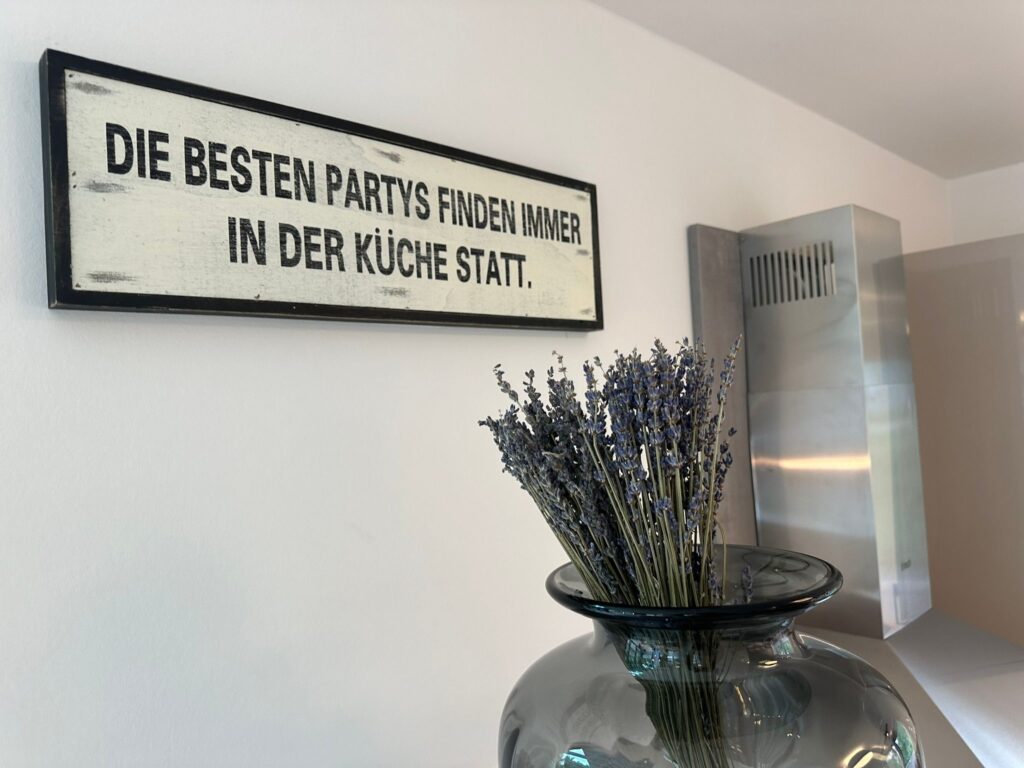 DIE BESTEN PARTYS FINDEN IMMER
IN DER KÜCHE STATT.